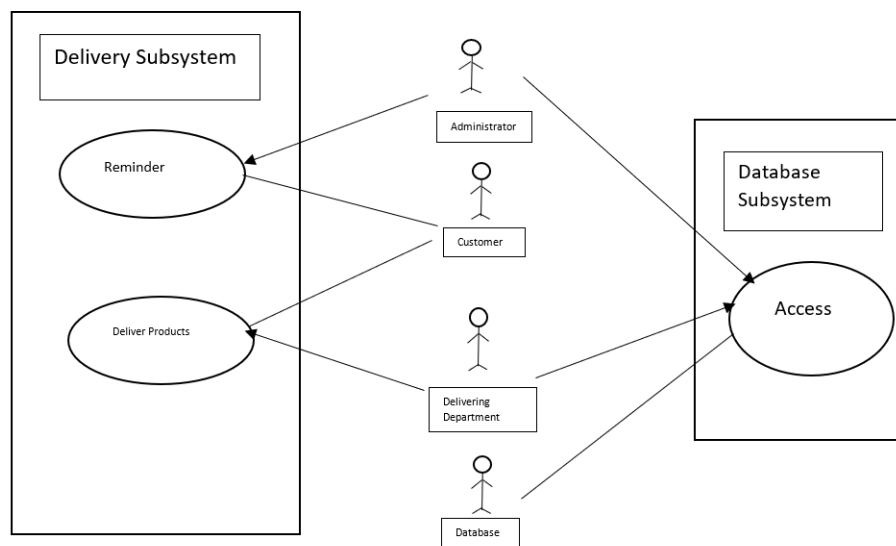 Delivery Subsystem
Reminder
Deliver Products
Administrator
Customer
Delivering
Department
Database
Database
Subsystem
Access